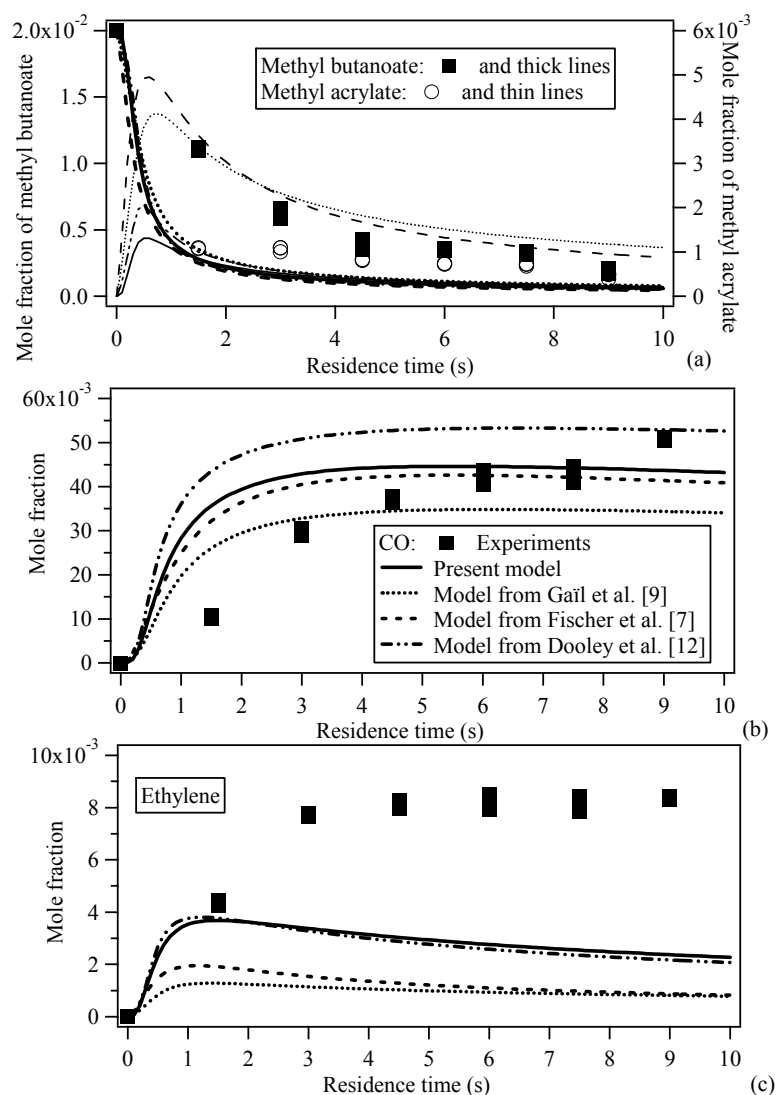 Mole fraction of methyl butanoate
2.0x10⁻²
1.5
1.0
0.5
0.0
Methyl butanoate: ■ and thick lines
Methyl acrylate: ○ and thin lines
6x10⁻³
5
4
3
2
1
0
Mole fraction of methyl acrylate
0 2 4 6 8 10
Residence time (s)
(a)
Mole fraction
60x10⁻³
50
40
30
20
10
0
CO: ■ Experiments
Present model
Model from Gaïl et al. [9]
Model from Fischer et al. [7]
Model from Dooley et al. [12]
0 1 2 3 4 5 6 7 8 9 10
Residence time (s)
(b)
Mole fraction
10x10⁻³
8
6
4
2
0
Ethylene
0 1 2 3 4 5 6 7 8 9 10
Residence time (s)
(c)